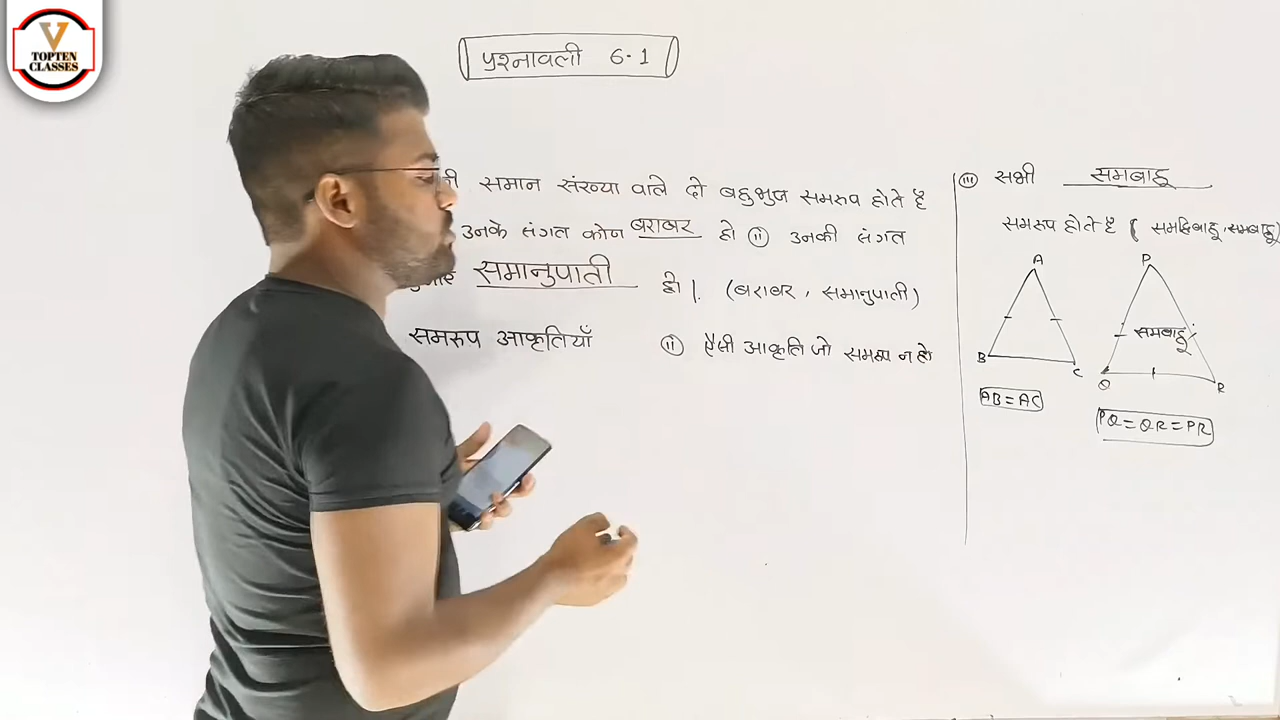 V
TOPTEN
CLASSES
प्रश्नावली 6.1
समान संख्या वाले दो बहुभुज समरुप होते है
उनके संगत कोण बराबर हो (ii) उनकी संगत
समानुपाती हो। (बराबर, समानुपाती)
समरुप आकृतियाँ
(ii) ऐसी आकृति जो समरुप न हो
(iii) सभी समबाहू
समरुप होते है ( समद्विबाहू, समबाहू)
A
B
C
AB = AC
P
समबाहू
Q
R
PQ = QR = PR